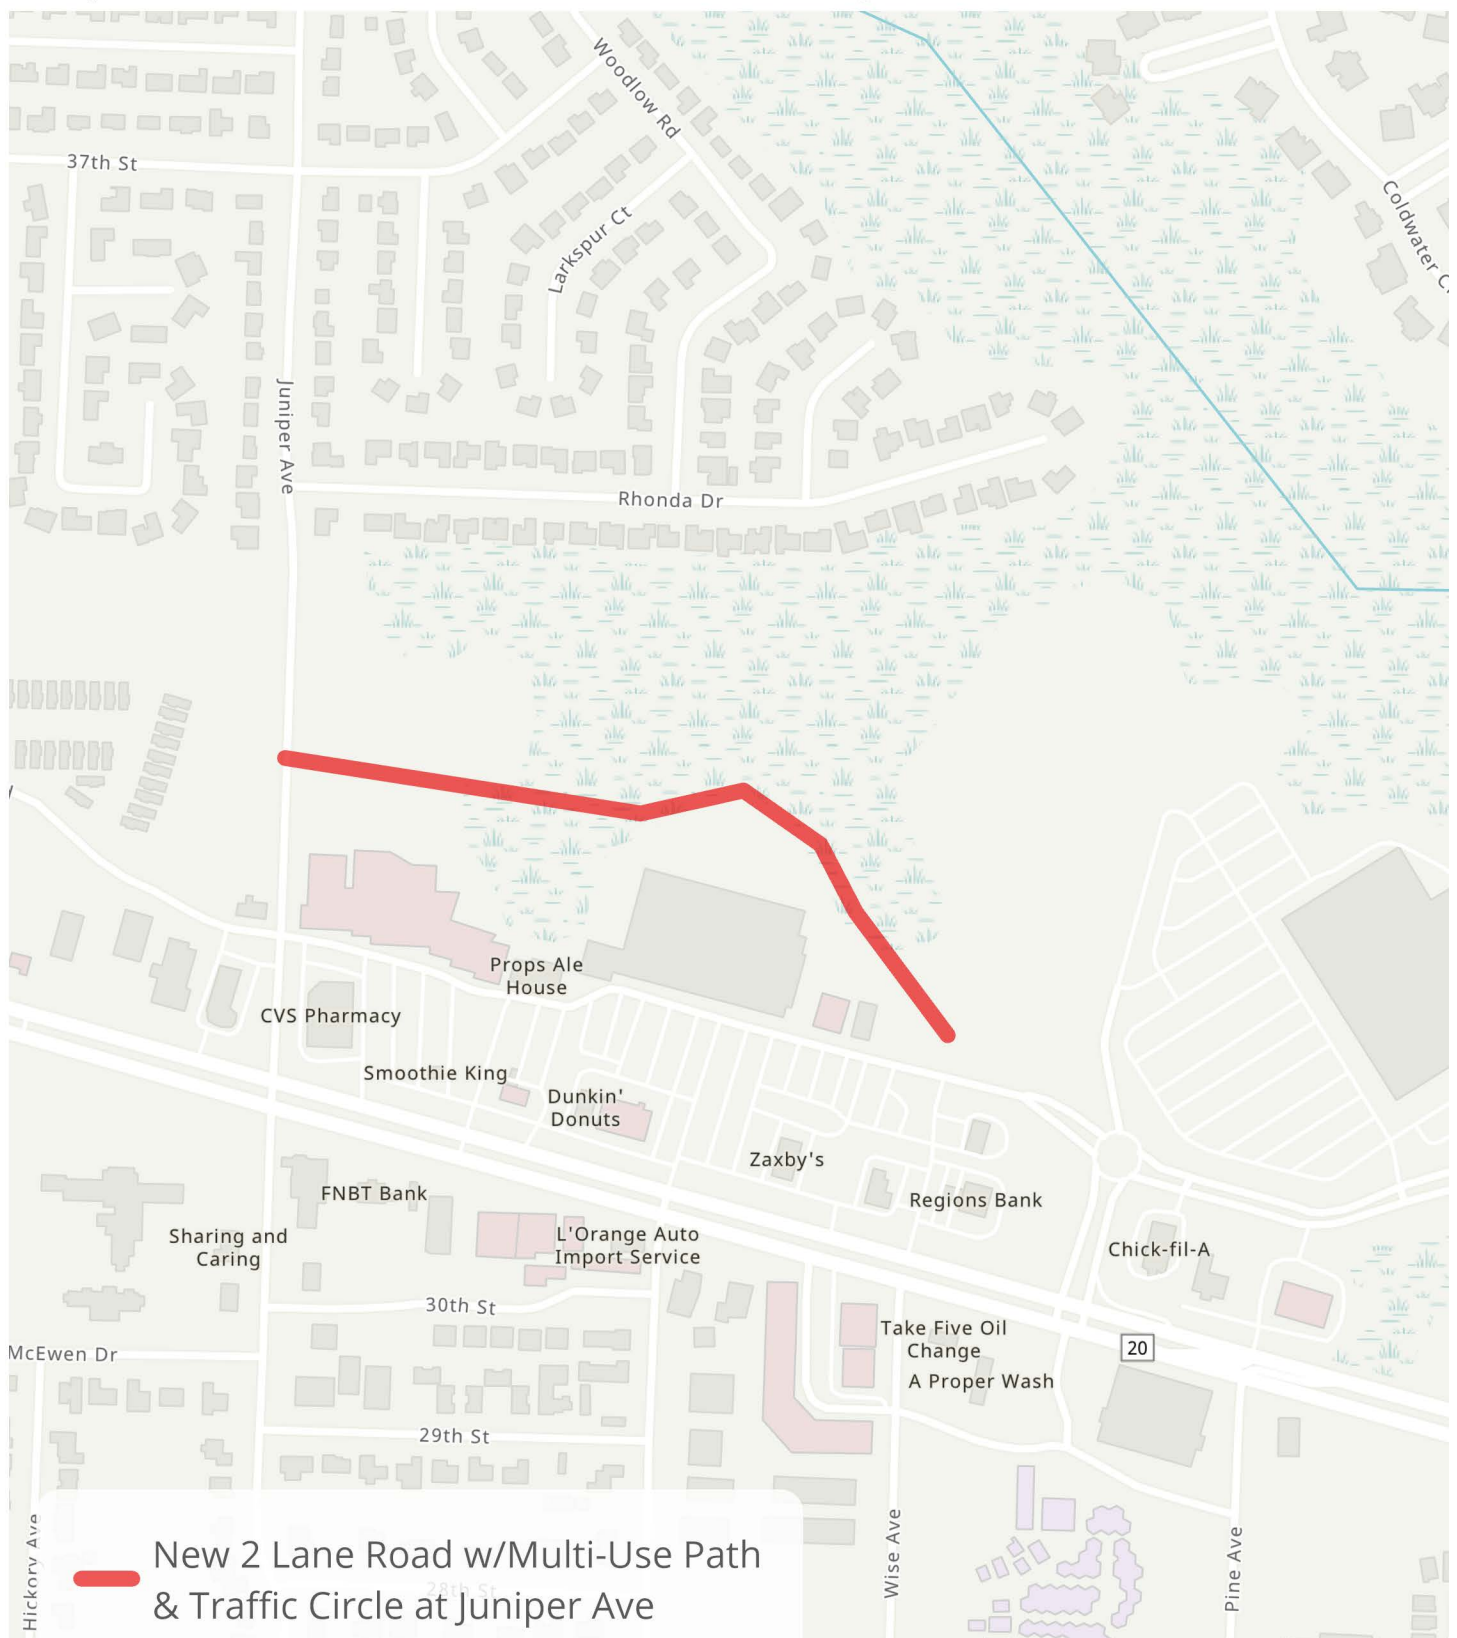 Woodlow Rd
37th St
Coldwater
Larkspur Ct
Juniper Ave
Rhonda Dr
Props Ale
House
CVS Pharmacy
Smoothie King
Dunkin'
Donuts
Zaxby's
FNBT Bank
Regions Bank
Sharing and
Caring
L'Orange Auto
Import Service
Chick-fil-A
30th St
Take Five Oil
Change
20
McEwen Dr
A Proper Wash
29th St
Hickory Ave
Wise Ave
Pine Ave
New 2 Lane Road w/Multi-Use Path
28th St
& Traffic Circle at Juniper Ave